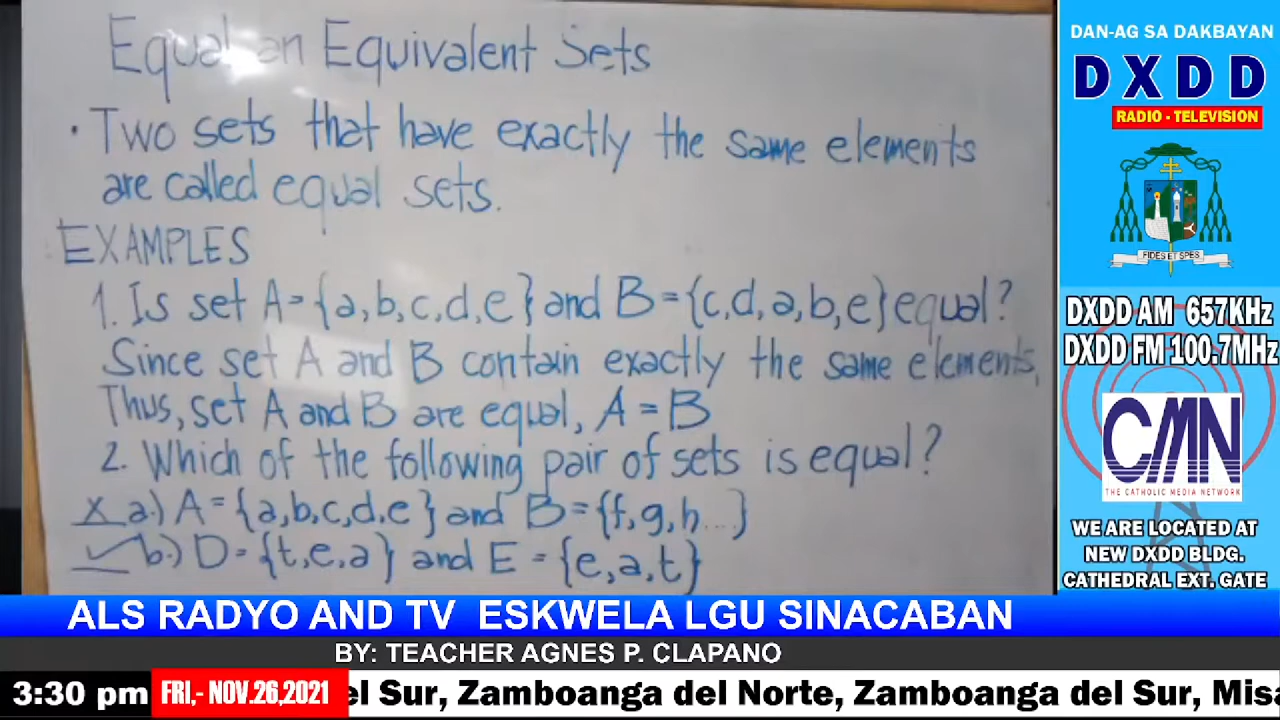 Equal an Equivalent Sets
• Two sets that have exactly the same elements
are called equal sets.
EXAMPLES
1. Is set A = {a, b, c, d, e} and B = {c, d, a, b, e} equal?
Since set A and B contain exactly the same elements,
Thus, set A and B are equal, A = B
2. Which of the following pair of sets is equal?
X a.) A = {a, b, c, d, e} and B = {f, g, h...}
✓ b.) D = {t, e, a} and E = {e, a, t}
DAN-AG SA DAKBAYAN
DXDD
RADIO - TELEVISION
FIDES ET SPES
DXDD AM 657KHz
DXDD FM 100.7MHz
CMN
THE CATHOLIC MEDIA NETWORK
WE ARE LOCATED AT
NEW DXDD BLDG.
CATHEDRAL EXT. GATE
ALS RADYO AND TV ESKWELA LGU SINACABAN
BY: TEACHER AGNES P. CLAPANO
3:30 pm FRI,- NOV.26,2021 el Sur, Zamboanga del Norte, Zamboanga del Sur, Misa